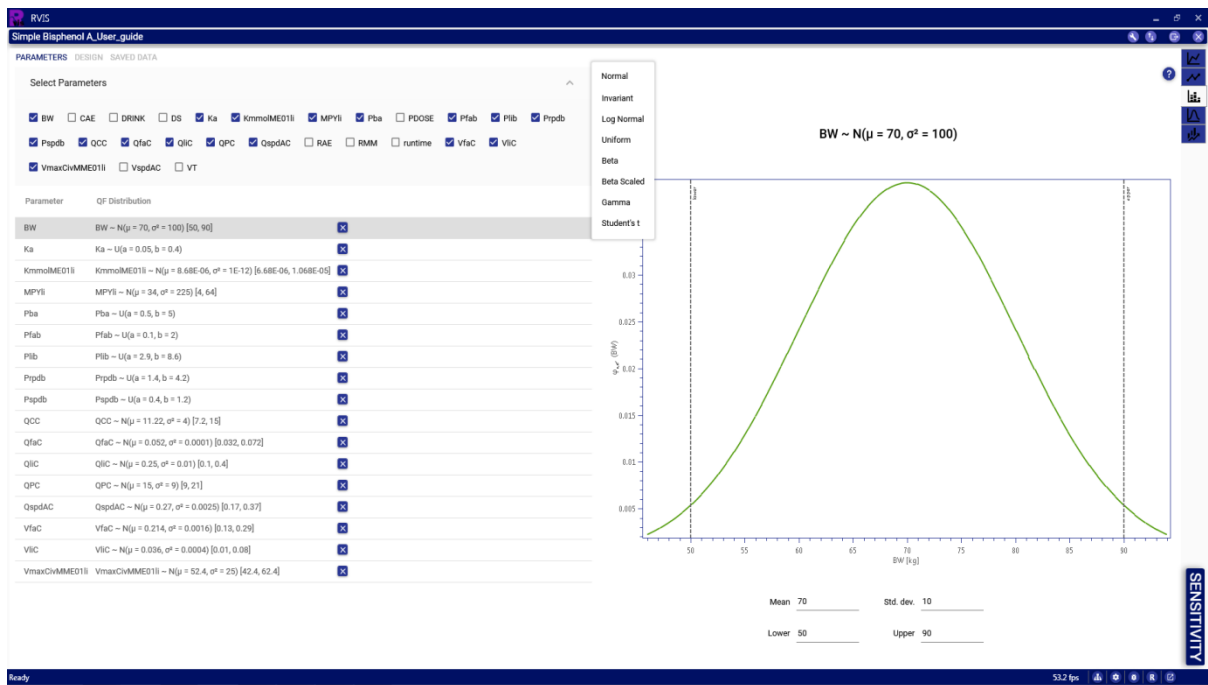 RVIS
Simple Bisphenol A_User_guide
PARAMETERS DESIGN SAVED DATA
Select Parameters
BW CAE DRINK DS Ka KmmolME01li MPYli Pba PDOSE Pfab Plib Prpdb
Pspdb QCC QfaC QliC QPC QspdAC RAE RMM runtime VfaC VliC
VmaxCivMME01li VspdAC VT
Parameter QF Distribution
BW BW ~ N(μ = 70, σ² = 100) [50, 90]
Ka Ka ~ U(a = 0.05, b = 0.4)
KmmolME01li KmmolME01li ~ N(μ = 8.68E-06, σ² = 1E-12) [6.68E-06, 1.068E-05]
MPYli MPYli ~ N(μ = 34, σ² = 225) [4, 64]
Pba Pba ~ U(a = 0.5, b = 5)
Pfab Pfab ~ U(a = 0.1, b = 2)
Plib Plib ~ U(a = 2.9, b = 8.6)
Prpdb Prpdb ~ U(a = 1.4, b = 4.2)
Pspdb Pspdb ~ U(a = 0.4, b = 1.2)
QCC QCC ~ N(μ = 11.22, σ² = 4) [7.2, 15]
QfaC QfaC ~ N(μ = 0.052, σ² = 0.0001) [0.032, 0.072]
QliC QliC ~ N(μ = 0.25, σ² = 0.01) [0.1, 0.4]
QPC QPC ~ N(μ = 15, σ² = 9) [9, 21]
QspdAC QspdAC ~ N(μ = 0.27, σ² = 0.0025) [0.17, 0.37]
VfaC VfaC ~ N(μ = 0.214, σ² = 0.0016) [0.13, 0.29]
VliC VliC ~ N(μ = 0.036, σ² = 0.0004) [0.01, 0.08]
VmaxCivMME01li VmaxCivMME01li ~ N(μ = 52.4, σ² = 25) [42.4, 62.4]
Normal
Invariant
Log Normal
Uniform
Beta
Beta Scaled
Gamma
Student's t
BW ~ N(μ = 70, σ² = 100)
lower
upper
0.03
0.025
0.02
0.015
0.01
0.005
(BW)
50 55 60 65 70 75 80 85 90
BW [kg]
Mean 70 Std. dev. 10
Lower 50 Upper 90
SENSITIVITY
Ready
53.2 fps
R